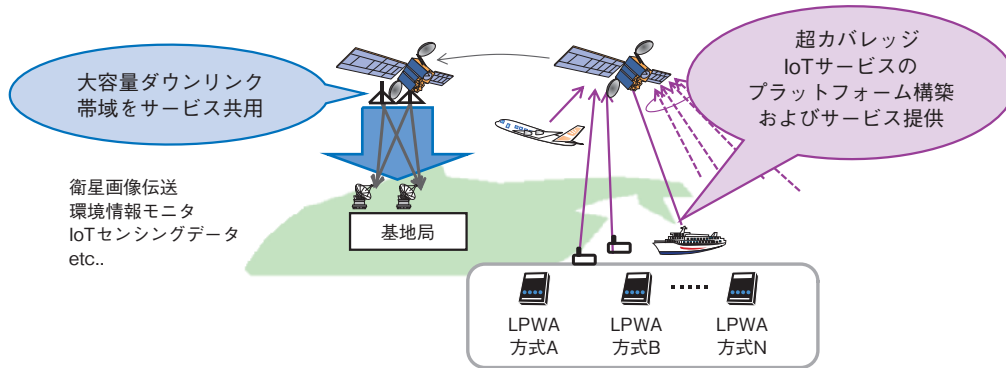 大容量ダウンリンク
帯域をサービス共用
超カバレッジ
IoTサービスの
プラットフォーム構築
およびサービス提供
衛星画像伝送
環境情報モニタ
IoTセンシングデータ
etc..
基地局
LPWA
方式A
LPWA
方式B
LPWA
方式N